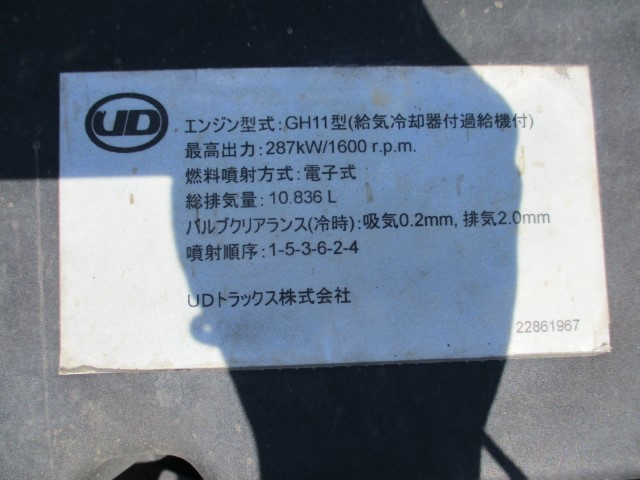 UD
エンジン型式:GH11型(給気冷却器付過給機付)
最高出力:287kW/1600 r.p.m.
燃料噴射方式:電子式
総排気量:10.836 L
バルブクリアランス(冷時):吸気0.2mm, 排気2.0mm
噴射順序:1-5-3-6-2-4
UDトラックス株式会社
22861967